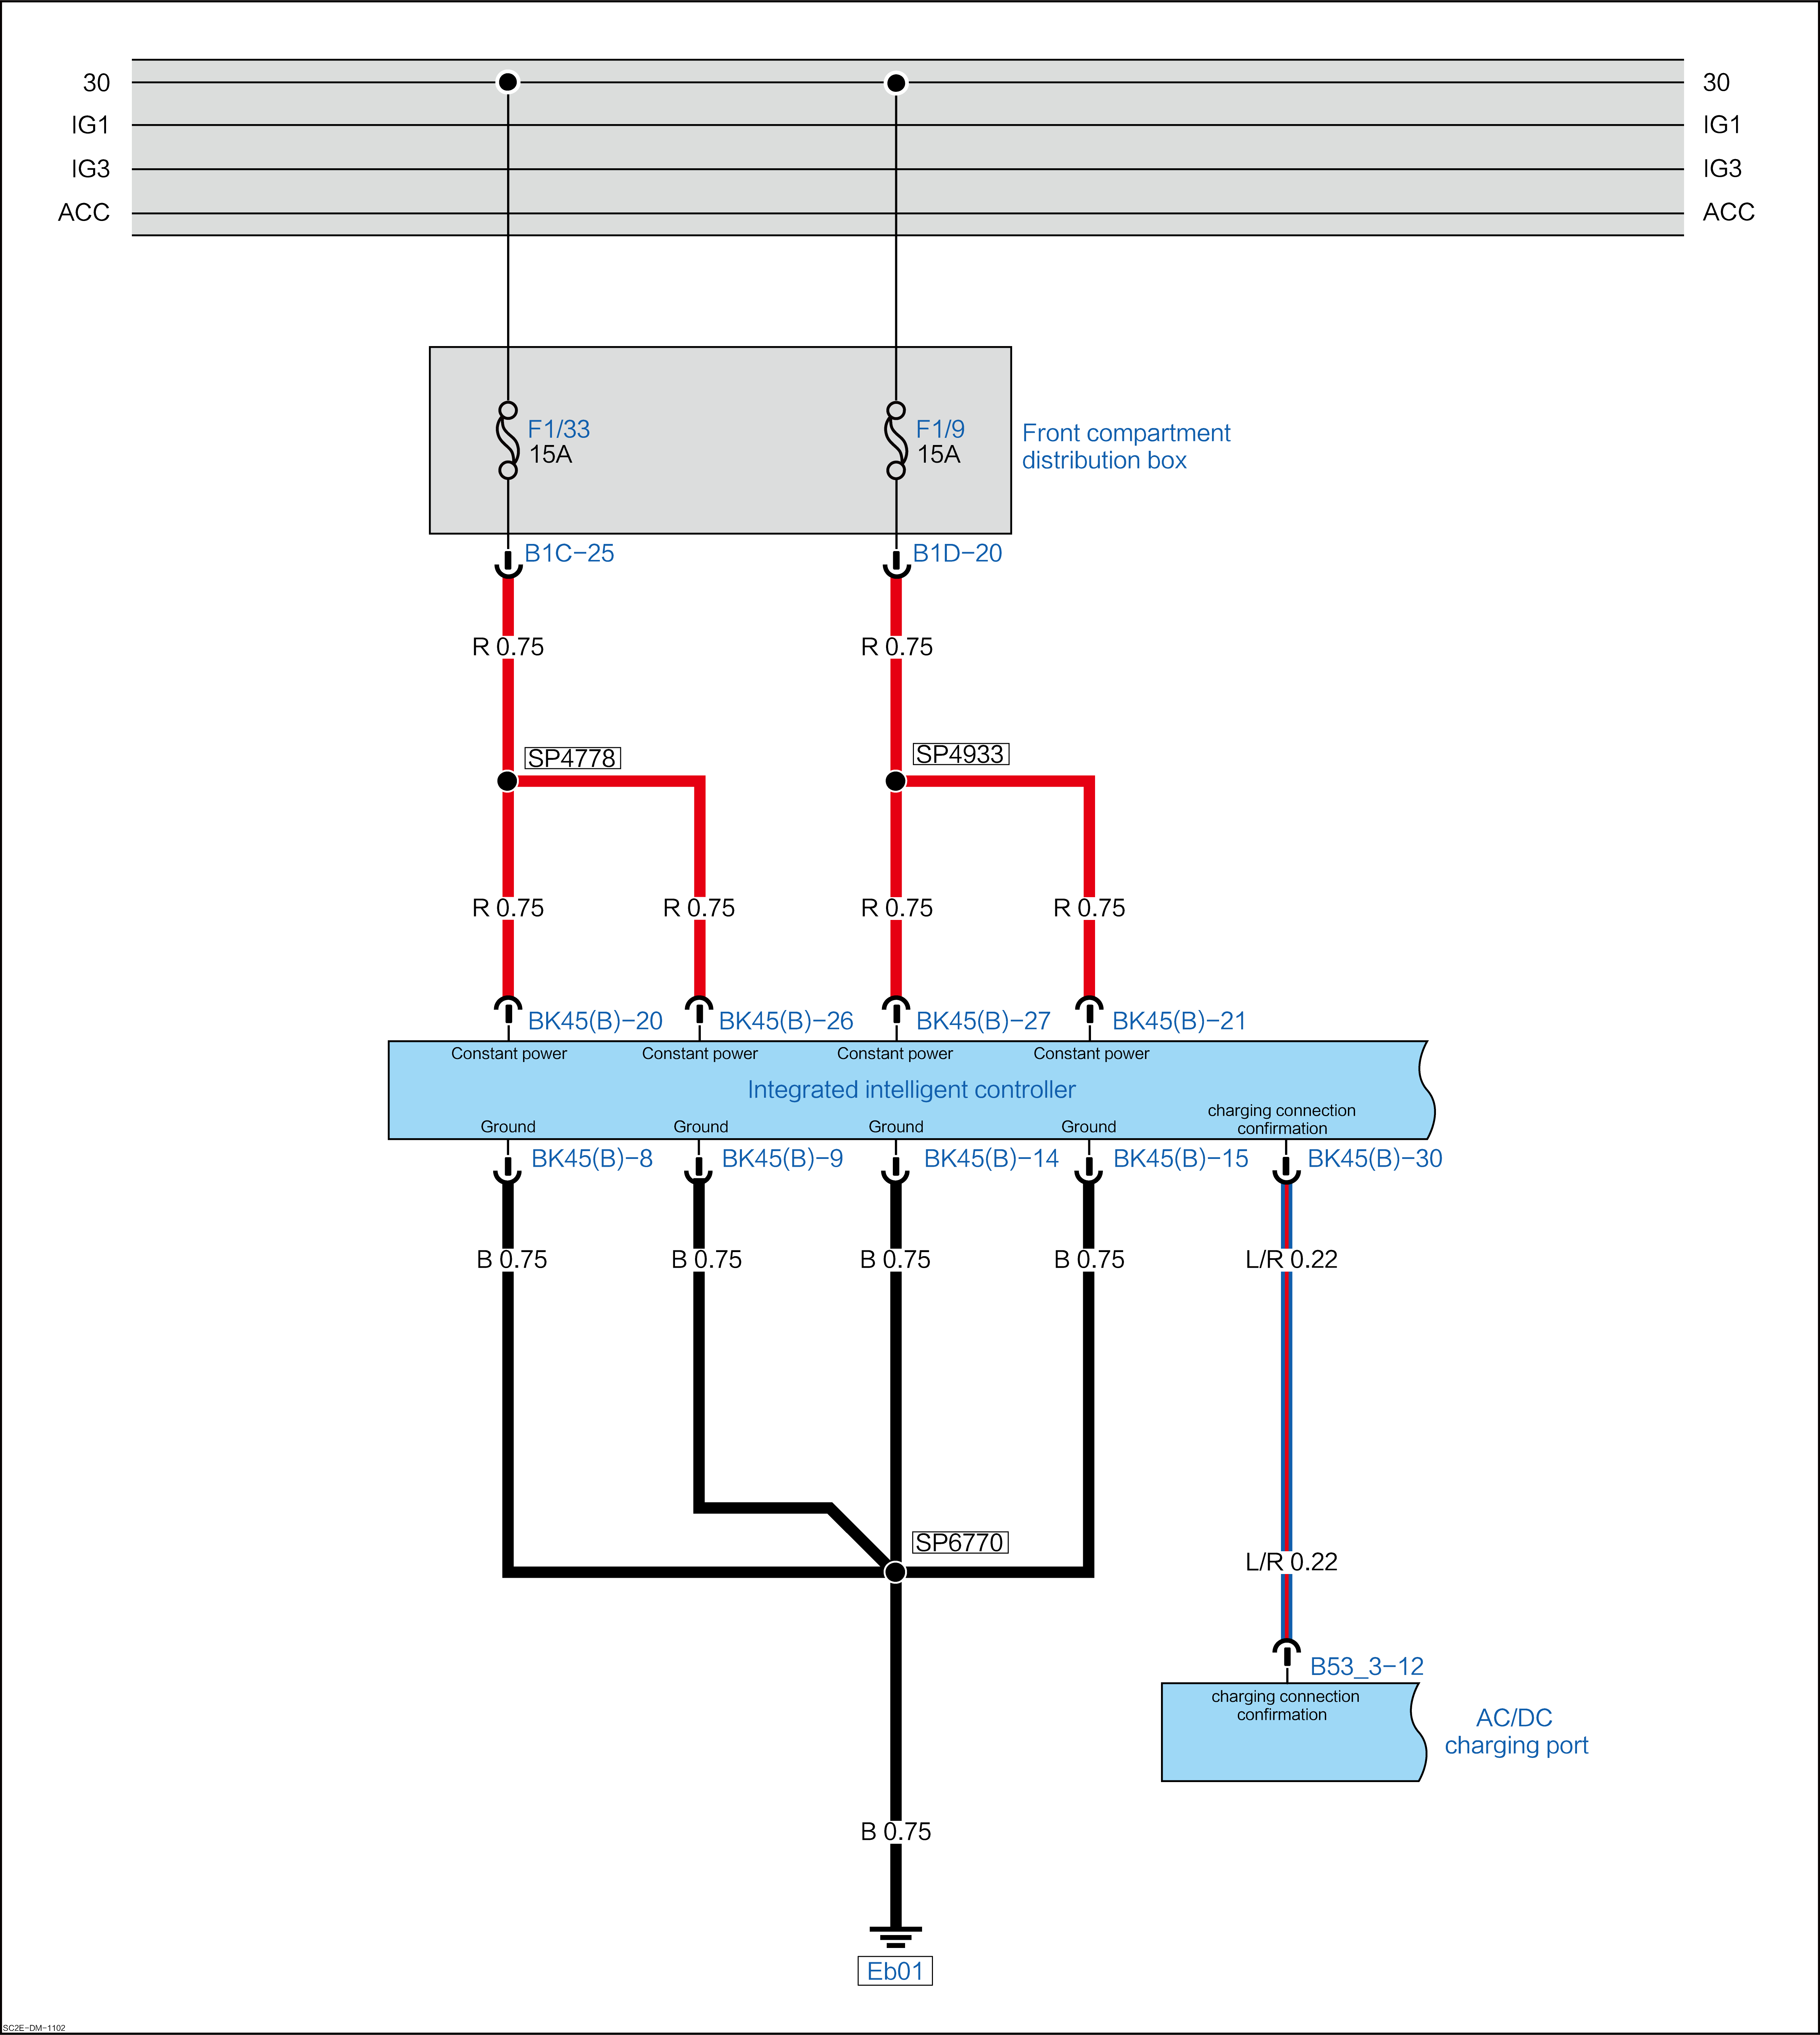 30
30
IG1
IG1
IG3
IG3
ACC
ACC
F1/33
15A
F1/9
15A
Front compartment
distribution box
B1C-25
B1D-20
R 0.75
R 0.75
SP4778
SP4933
R 0.75
R 0.75
R 0.75
R 0.75
BK45(B)-20
BK45(B)-26
BK45(B)-27
BK45(B)-21
Constant power
Constant power
Constant power
Constant power
Integrated intelligent controller
Ground
Ground
Ground
Ground
charging connection
confirmation
BK45(B)-8
BK45(B)-9
BK45(B)-14
BK45(B)-15
BK45(B)-30
B 0.75
B 0.75
B 0.75
B 0.75
L/R 0.22
SP6770
L/R 0.22
B53_3-12
charging connection
confirmation
AC/DC
charging port
B 0.75
Eb01
SC2E-DM-1102